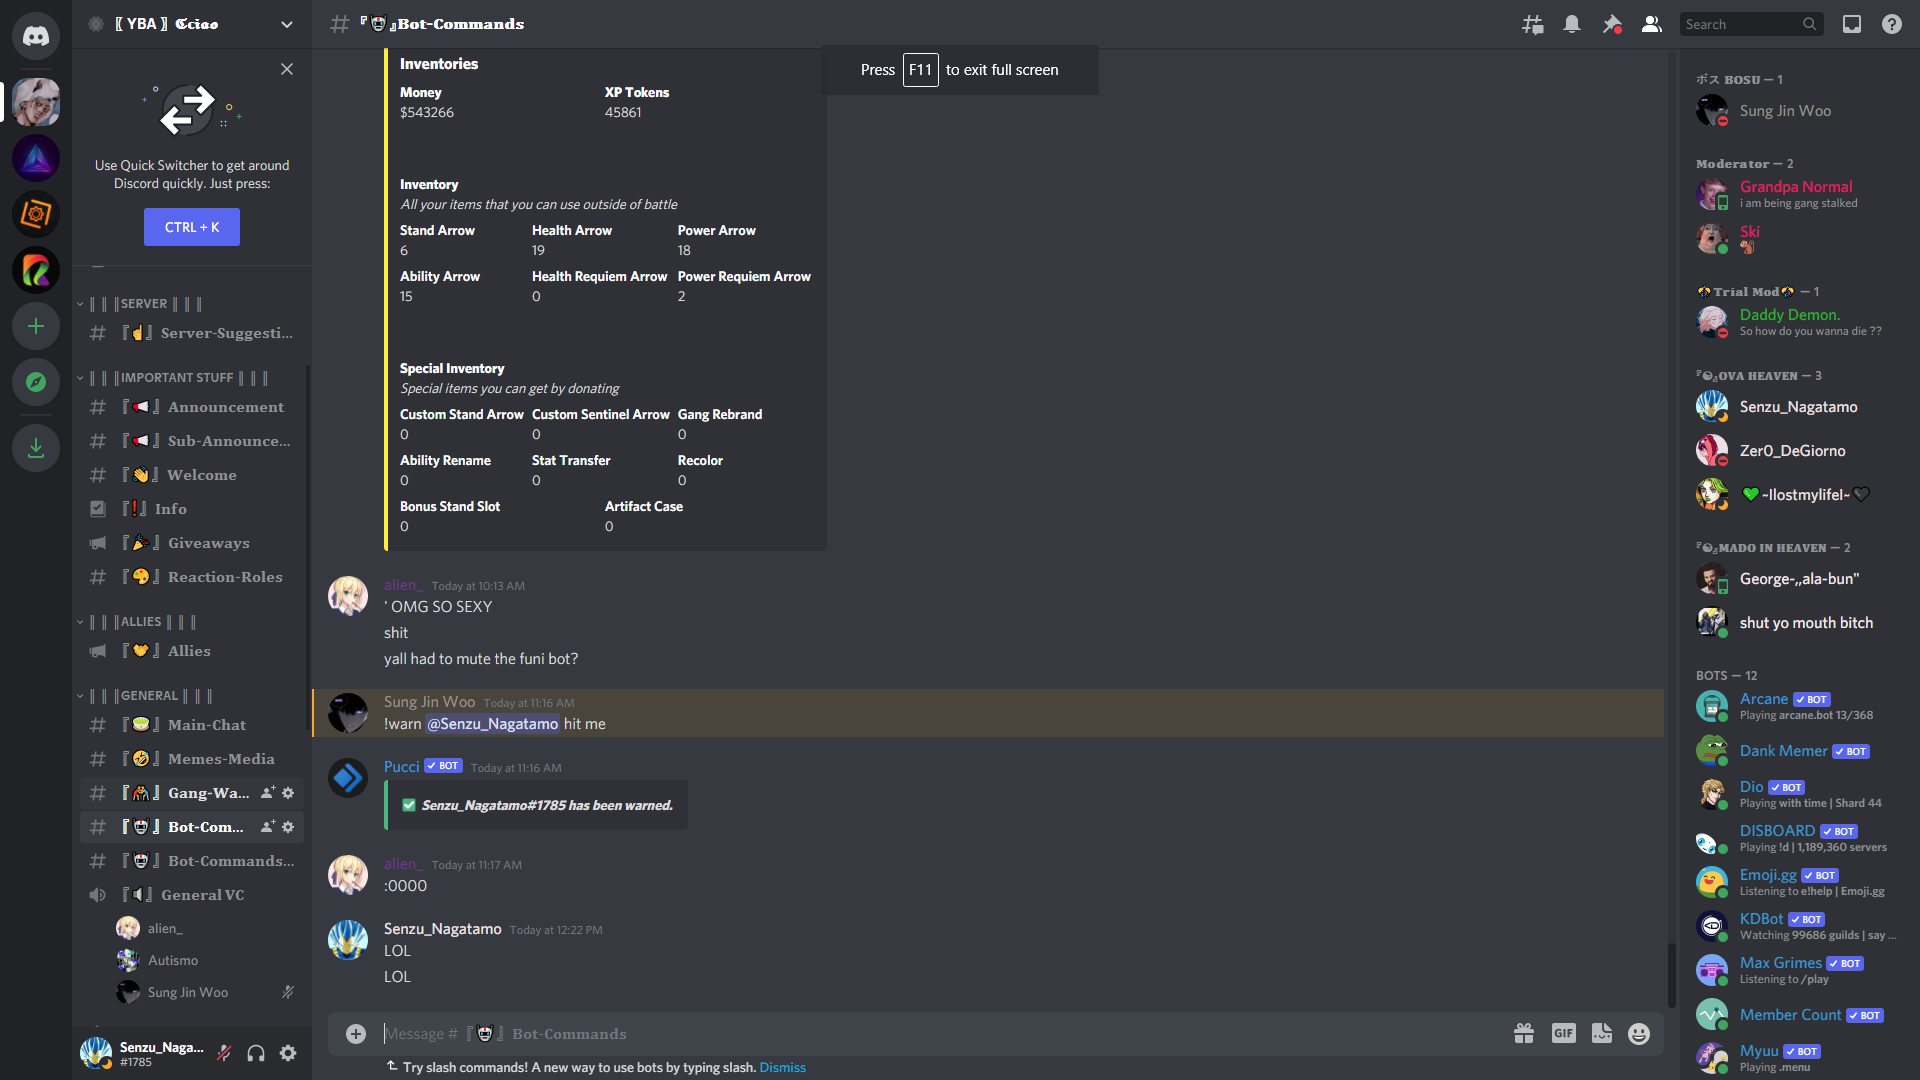 〖 YBA 〗 𝕮𝖈𝖎𝖆𝖔
Use Quick Switcher to get around
Discord quickly. Just press:
CTRL + K
║║║SERVER║║║
『☝』Server-Suggesti...
║║║IMPORTANT STUFF║║║
『📢』Announcement
『📢』Sub-Announce...
『👋』Welcome
『❗』Info
『🎉』Giveaways
『🎨』Reaction-Roles
║║║ALLIES║║║
『🤝』Allies
║║║GENERAL║║║
『🍵』Main-Chat
『🤣』Memes-Media
Gang-Wa...
Bot-Com...
Bot-Commands...
『🔊』General VC
alien_
Autismo
Sung Jin Woo
Senzu_Naga...
#1785
Bot-Commands
Press F11 to exit full screen
Search
Inventories
Money XP Tokens
$543266 45861
Inventory
All your items that you can use outside of battle
Stand Arrow Health Arrow Power Arrow
6 19 18
Ability Arrow Health Requiem Arrow Power Requiem Arrow
15 0 2
Special Inventory
Special items you can get by donating
Custom Stand Arrow Custom Sentinel Arrow Gang Rebrand
0 0 0
Ability Rename Stat Transfer Recolor
0 0 0
Bonus Stand Slot Artifact Case
0 0
alien_ Today at 10:13 AM
' OMG SO SEXY
shit
yall had to mute the funi bot?
Sung Jin Woo Today at 11:16 AM
!warn @Senzu_Nagatamo hit me
Pucci BOT Today at 11:16 AM
✅ Senzu_Nagatamo#1785 has been warned.
alien_ Today at 11:17 AM
:0000
Senzu_Nagatamo Today at 12:22 PM
LOL
LOL
Message # Bot-Commands
Try slash commands! A new way to use bots by typing slash. Dismiss
ボス BOSU — 1
Sung Jin Woo
Moderator — 2
Grandpa Normal
i am being gang stalked
Ski
Trial Mod — 1
Daddy Demon.
So how do you wanna die ??
OVA HEAVEN — 3
Senzu_Nagatamo
Zer0_DeGiorno
💚~IlostmylifeI~🖤
MADO IN HEAVEN — 2
George-,,ala-bun"
shut yo mouth bitch
BOTS — 12
Arcane BOT
Playing arcane.bot 13/368
Dank Memer BOT
Dio BOT
Playing with time | Shard 44
DISBOARD BOT
Playing !d | 1,189,360 servers
Emoji.gg BOT
Listening to e!help | Emoji.gg
KDBot BOT
Watching 99686 guilds | say ...
Max Grimes BOT
Listening to /play
Member Count BOT
Myuu BOT
Playing .menu